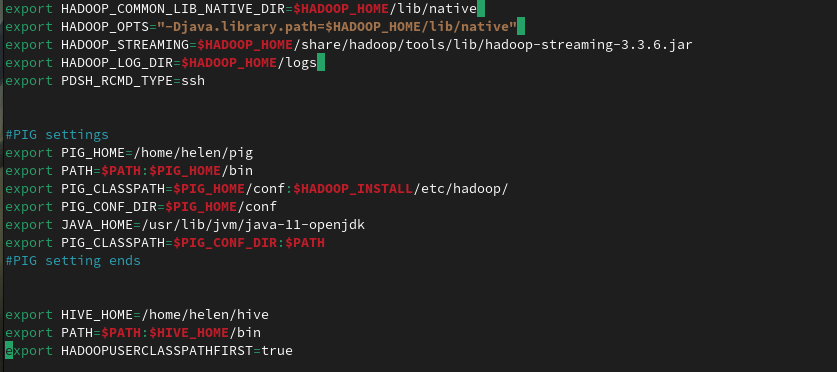 export HADOOP_COMMON_LIB_NATIVE_DIR=$HADOOP_HOME/lib/native
export HADOOP_OPTS="-Djava.library.path=$HADOOP_HOME/lib/native"
export HADOOP_STREAMING=$HADOOP_HOME/share/hadoop/tools/lib/hadoop-streaming-3.3.6.jar
export HADOOP_LOG_DIR=$HADOOP_HOME/logs
export PDSH_RCMD_TYPE=ssh
#PIG settings
export PIG_HOME=/home/helen/pig
export PATH=$PATH:$PIG_HOME/bin
export PIG_CLASSPATH=$PIG_HOME/conf:$HADOOP_INSTALL/etc/hadoop/
export PIG_CONF_DIR=$PIG_HOME/conf
export JAVA_HOME=/usr/lib/jvm/java-11-openjdk
export PIG_CLASSPATH=$PIG_CONF_DIR:$PATH
#PIG setting ends
export HIVE_HOME=/home/helen/hive
export PATH=$PATH:$HIVE_HOME/bin
export HADOOPUSERCLASSPATHFIRST=true